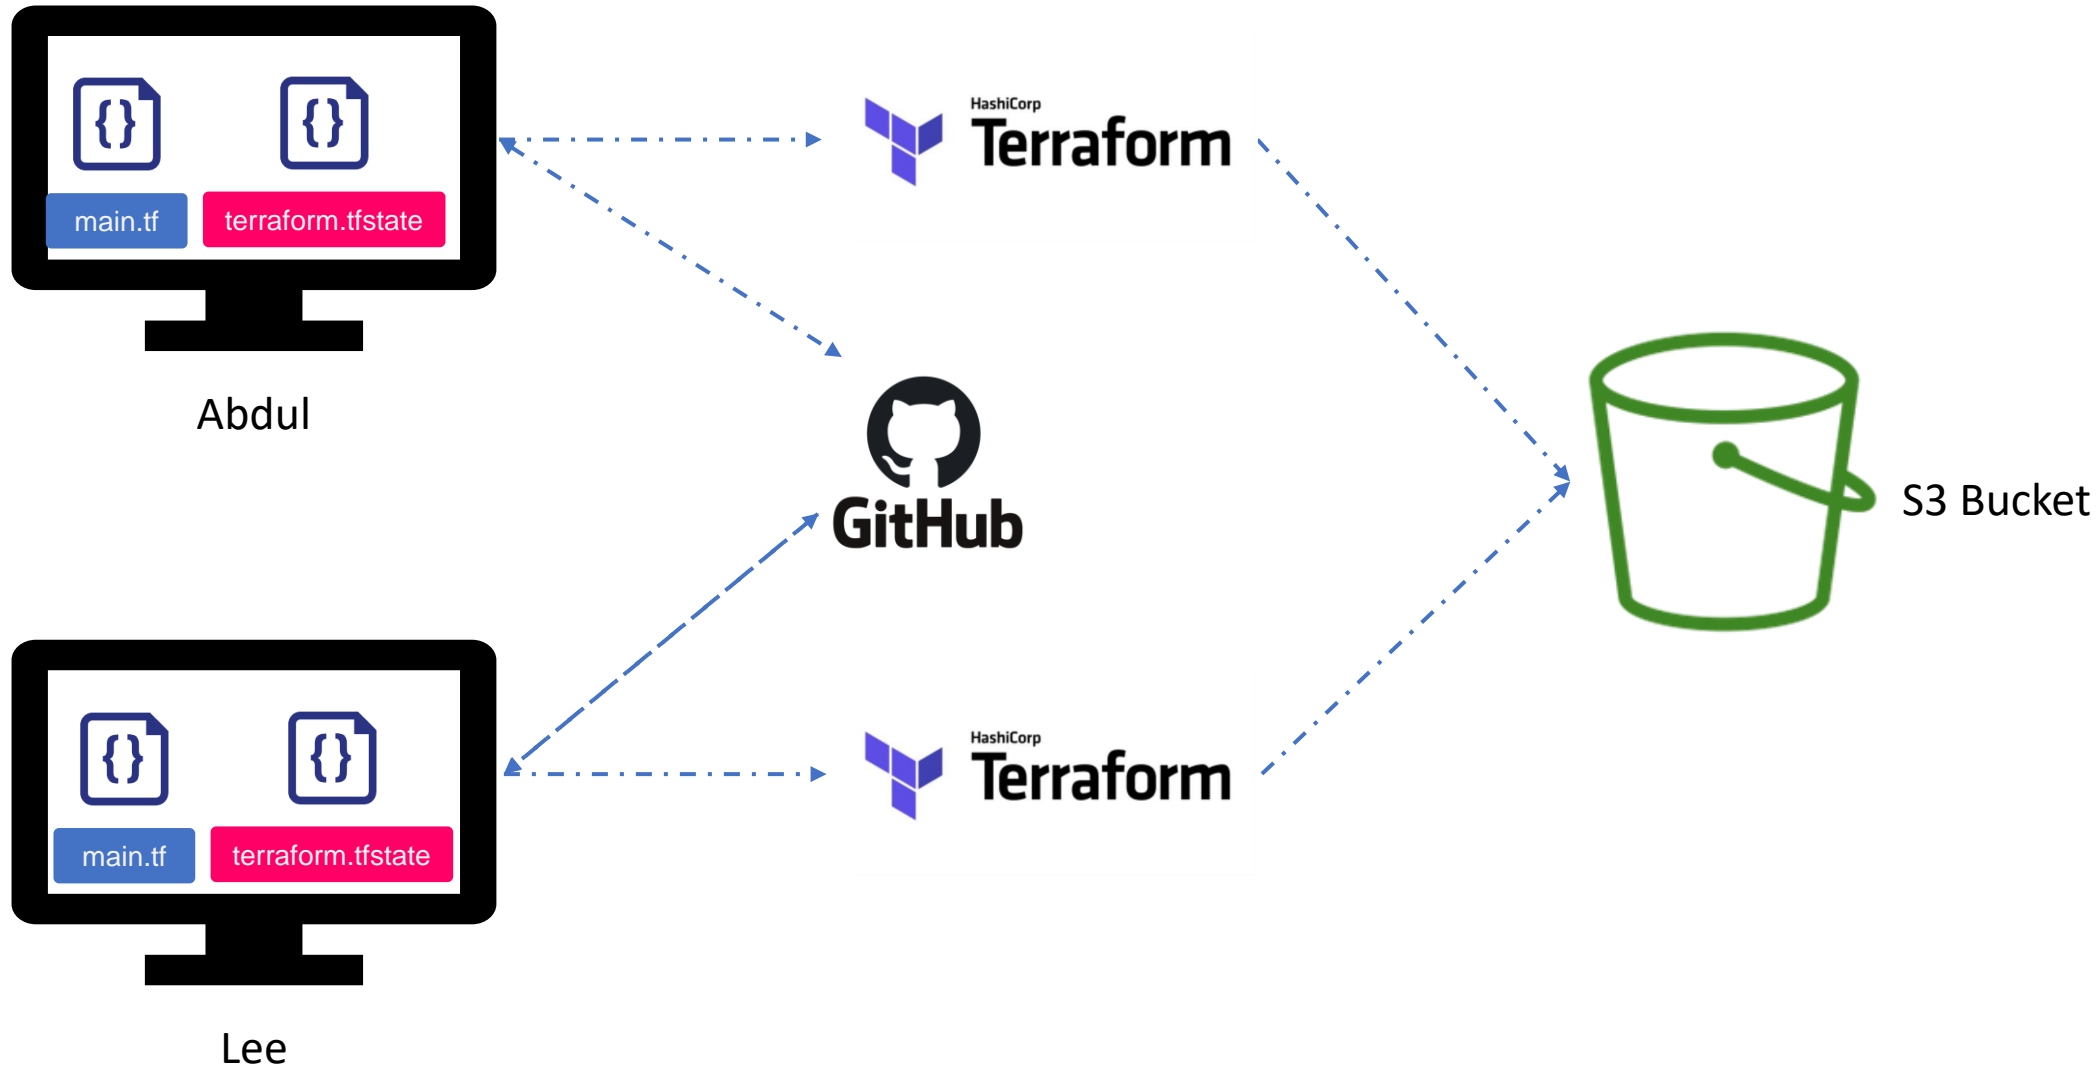 main.tf
terraform.tfstate
Abdul
HashiCorp
Terraform
GitHub
S3 Bucket
main.tf
terraform.tfstate
Lee
HashiCorp
Terraform